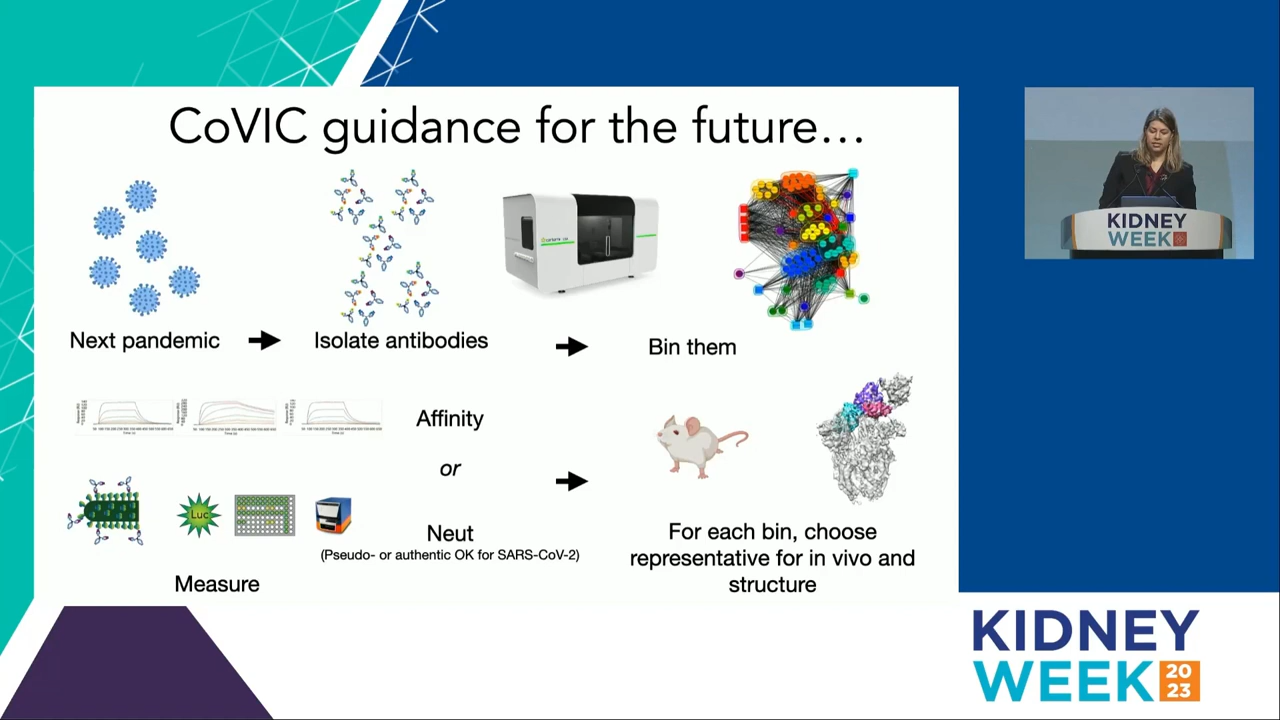 CoVIC guidance for the future...
Next pandemic
Isolate antibodies
Bin them
Affinity
or
Neut
(Pseudo- or authentic OK for SARS-CoV-2)
Luc
Measure
For each bin, choose
representative for in vivo and
structure
KIDNEY
WEEK
KIDNEY
WEEK
20
23